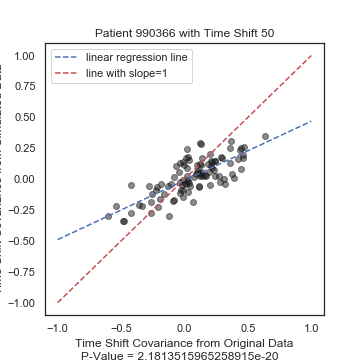 Patient 990366 with Time Shift 50
linear regression line
line with slope=1
1.00
0.75
0.50
0.25
0.00
−0.25
−0.50
−0.75
−1.00
−1.0
−0.5
0.0
0.5
1.0
Time Shift Covariance from Original Data
P-Value = 2.1813515965258915e-20